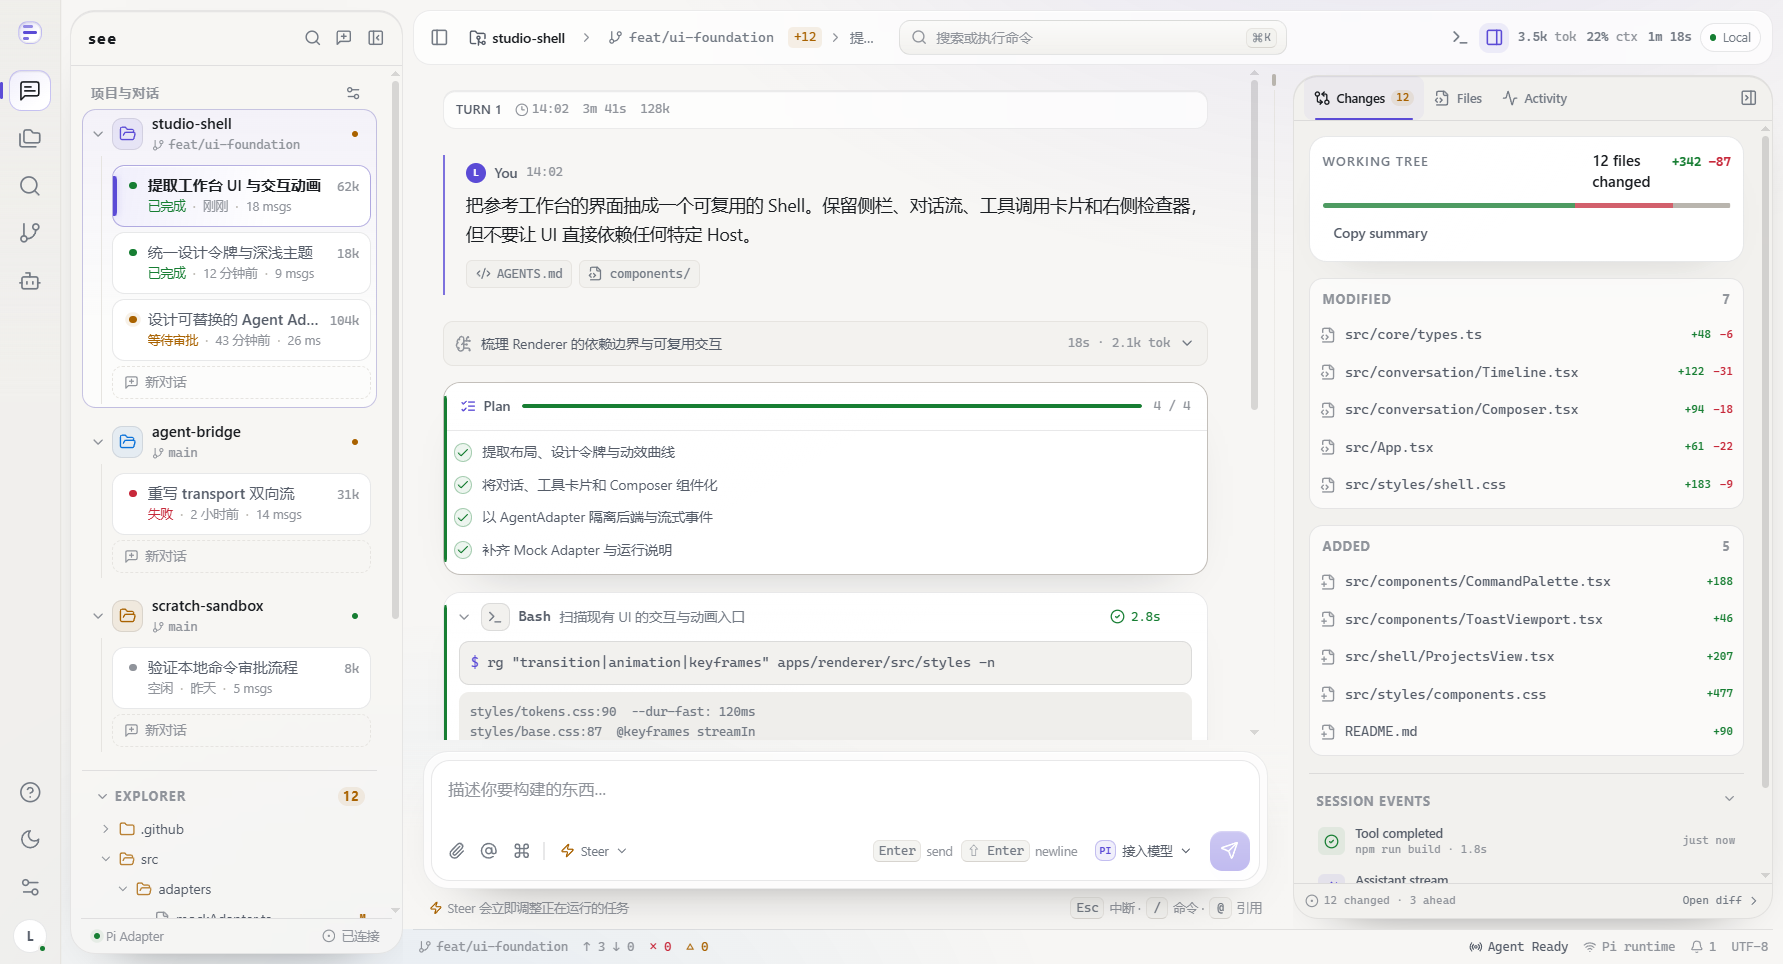 see
项目与对话
studio-shell
feat/ui-foundation
提取工作台 UI 与交互动画 62k
已完成 · 刚刚 · 18 msgs
统一设计令牌与深浅主题 18k
已完成 · 12 分钟前 · 9 msgs
设计可替换的 Agent Ad... 104k
等待审批 · 43 分钟前 · 26 ms
新对话
agent-bridge
main
重写 transport 双向流 31k
失败 · 2 小时前 · 14 msgs
新对话
scratch-sandbox
main
验证本地命令审批流程 8k
空闲 · 昨天 · 5 msgs
新对话
EXPLORER 12
.github
src
adapters
Pi Adapter 已连接
L
studio-shell feat/ui-foundation +12 提...
搜索或执行命令 ⌘K
3.5k tok 22% ctx 1m 18s Local
TURN 1 14:02 3m 41s 128k
L You 14:02
把参考工作台的界面抽成一个可复用的 Shell。保留侧栏、对话流、工具调用卡片和右侧检查器，
但不要让 UI 直接依赖任何特定 Host。
AGENTS.md components/
梳理 Renderer 的依赖边界与可复用交互 18s · 2.1k tok
Plan 4 / 4
提取布局、设计令牌与动效曲线
将对话、工具卡片和 Composer 组件化
以 AgentAdapter 隔离后端与流式事件
补齐 Mock Adapter 与运行说明
Bash 扫描现有 UI 的交互与动画入口 2.8s
$ rg "transition|animation|keyframes" apps/renderer/src/styles -n
styles/tokens.css:90 --dur-fast: 120ms
styles/base.css:87 @keyframes streamIn
描述你要构建的东西...
Steer Enter send ⇧ Enter newline PI 接入模型
Steer 会立即调整正在运行的任务 Esc 中断 · / 命令 · @ 引用
feat/ui-foundation ↑ 3 ↓ 0 × 0 △ 0
Changes 12 Files Activity
WORKING TREE 12 files changed +342 −87
Copy summary
MODIFIED 7
src/core/types.ts +48 −6
src/conversation/Timeline.tsx +122 −31
src/conversation/Composer.tsx +94 −18
src/App.tsx +61 −22
src/styles/shell.css +183 −9
ADDED 5
src/components/CommandPalette.tsx +188
src/components/ToastViewport.tsx +46
src/shell/ProjectsView.tsx +207
src/styles/components.css +477
README.md +90
SESSION EVENTS
Tool completed
npm run build · 1.8s just now
Assistant stream
12 changed · 3 ahead Open diff
Agent Ready Pi runtime 1 UTF-8